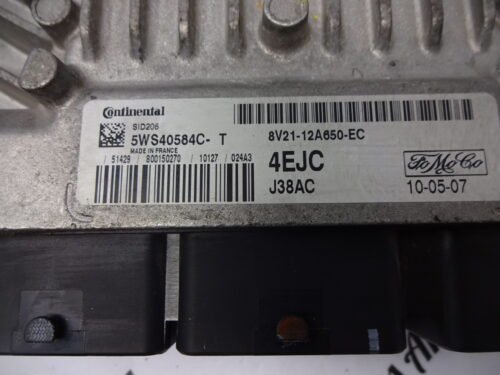 Continental
SID206
5WS40584C- T
MADE IN FRANCE
/ 51429 / 800150270 / 10127 / 024A3
8V21-12A650-EC
4EJC
J38AC
FoMoCo
10-05-07